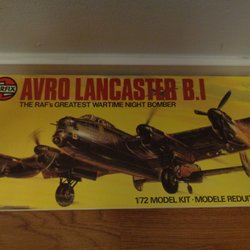 AIRFIX
AVRO LANCASTER B.I
THE RAF's GREATEST WARTIME NIGHT BOMBER
1/72 MODEL KIT · MODELE REDUIT